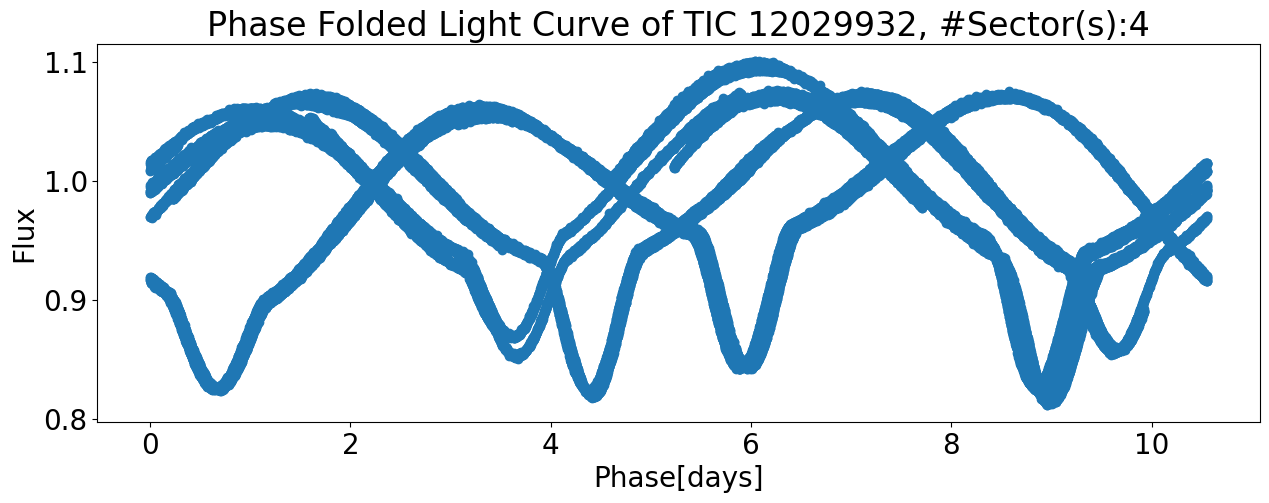 Phase Folded Light Curve of TIC 12029932, #Sector(s):4
1.1
1.0
0.9
0.8
Flux
0 2 4 6 8 10
Phase[days]